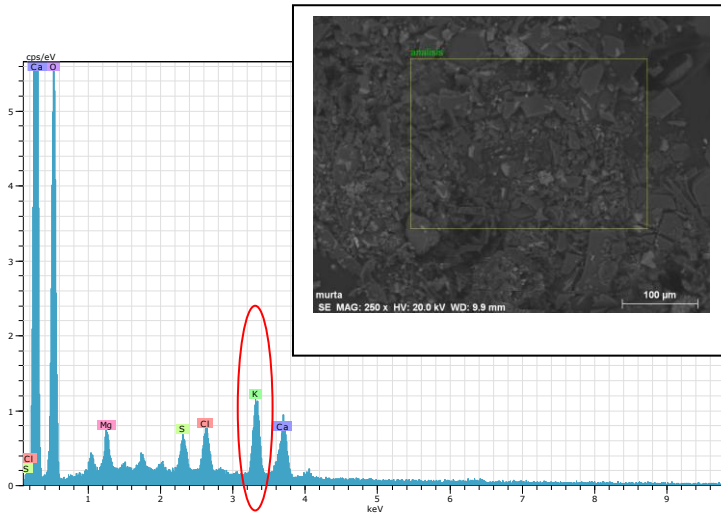 cps/eV
Ca O
5
4
3
2
1
0
Cl
S
Mg
S
Cl
K
Ca
1 2 3 4 5 6 7 8 9
keV
analisis
murta
SE MAG: 250 x HV: 20.0 kV WD: 9.9 mm
100 µm